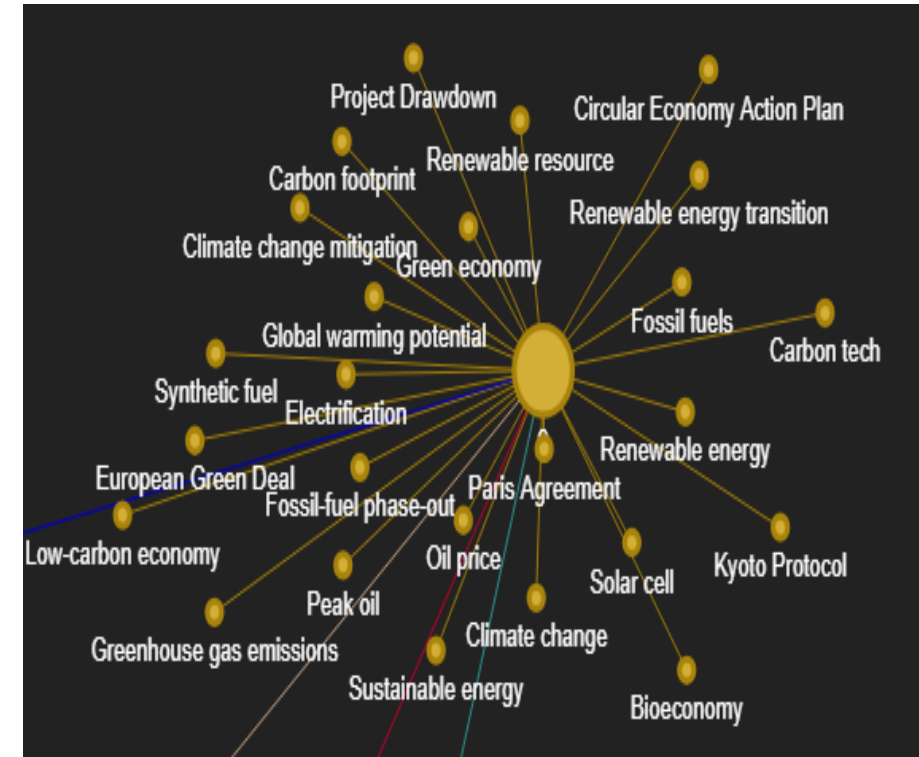 Project Drawdown
Circular Economy Action Plan
Renewable resource
Carbon footprint
Renewable energy transition
Climate change mitigation
Green economy
Fossil fuels
Global warming potential
Carbon tech
Synthetic fuel
Electrification
Renewable energy
European Green Deal
Paris Agreement
Fossil-fuel phase-out
Low-carbon economy
Oil price
Kyoto Protocol
Solar cell
Peak oil
Climate change
Greenhouse gas emissions
Sustainable energy
Bioeconomy